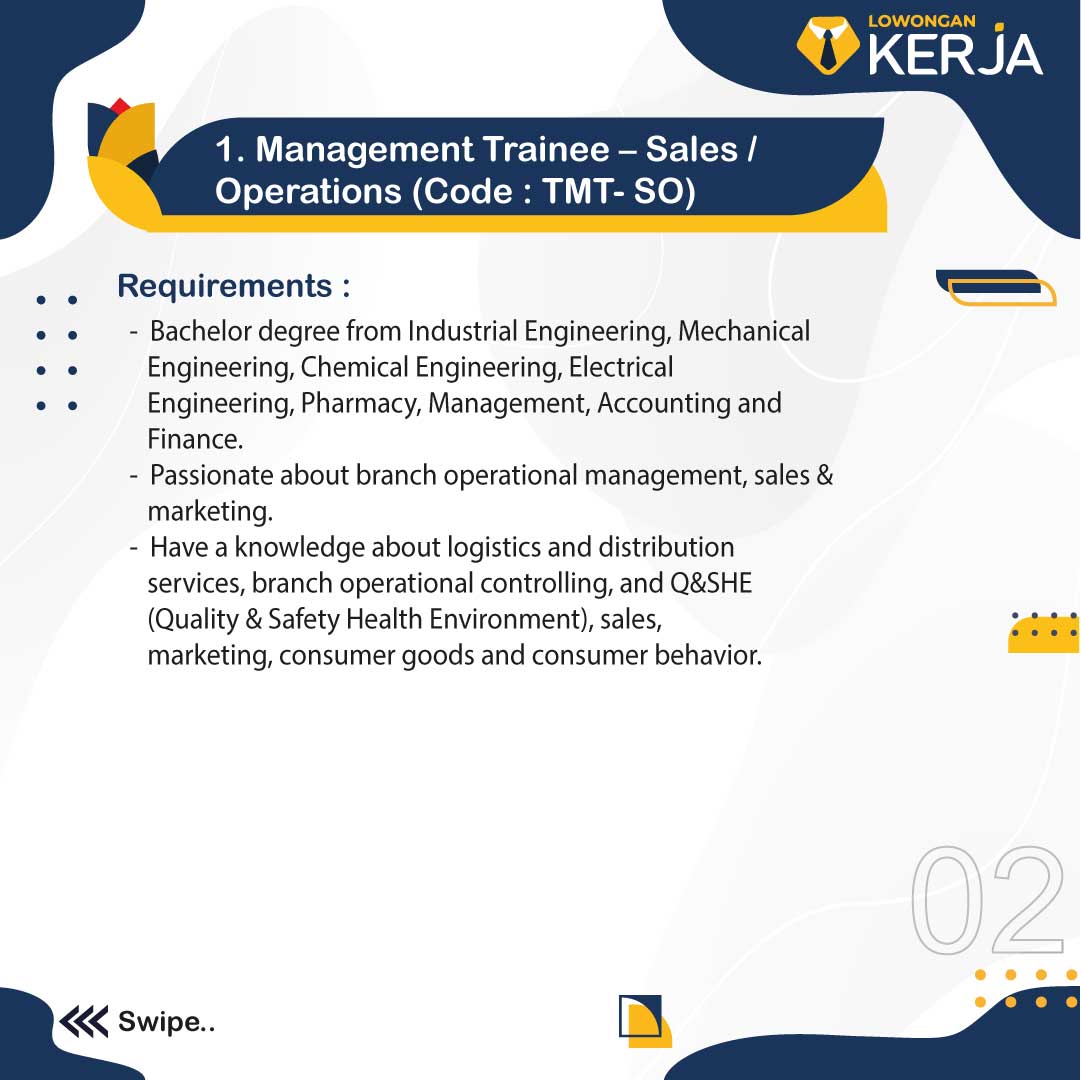 LOWONGAN
KERJA
1. Management Trainee – Sales /
Operations (Code : TMT- SO)
Requirements :
- Bachelor degree from Industrial Engineering, Mechanical
Engineering, Chemical Engineering, Electrical
Engineering, Pharmacy, Management, Accounting and
Finance.
- Passionate about branch operational management, sales &
marketing.
- Have a knowledge about logistics and distribution
services, branch operational controlling, and Q&SHE
(Quality & Safety Health Environment), sales,
marketing, consumer goods and consumer behavior.
02
Swipe..